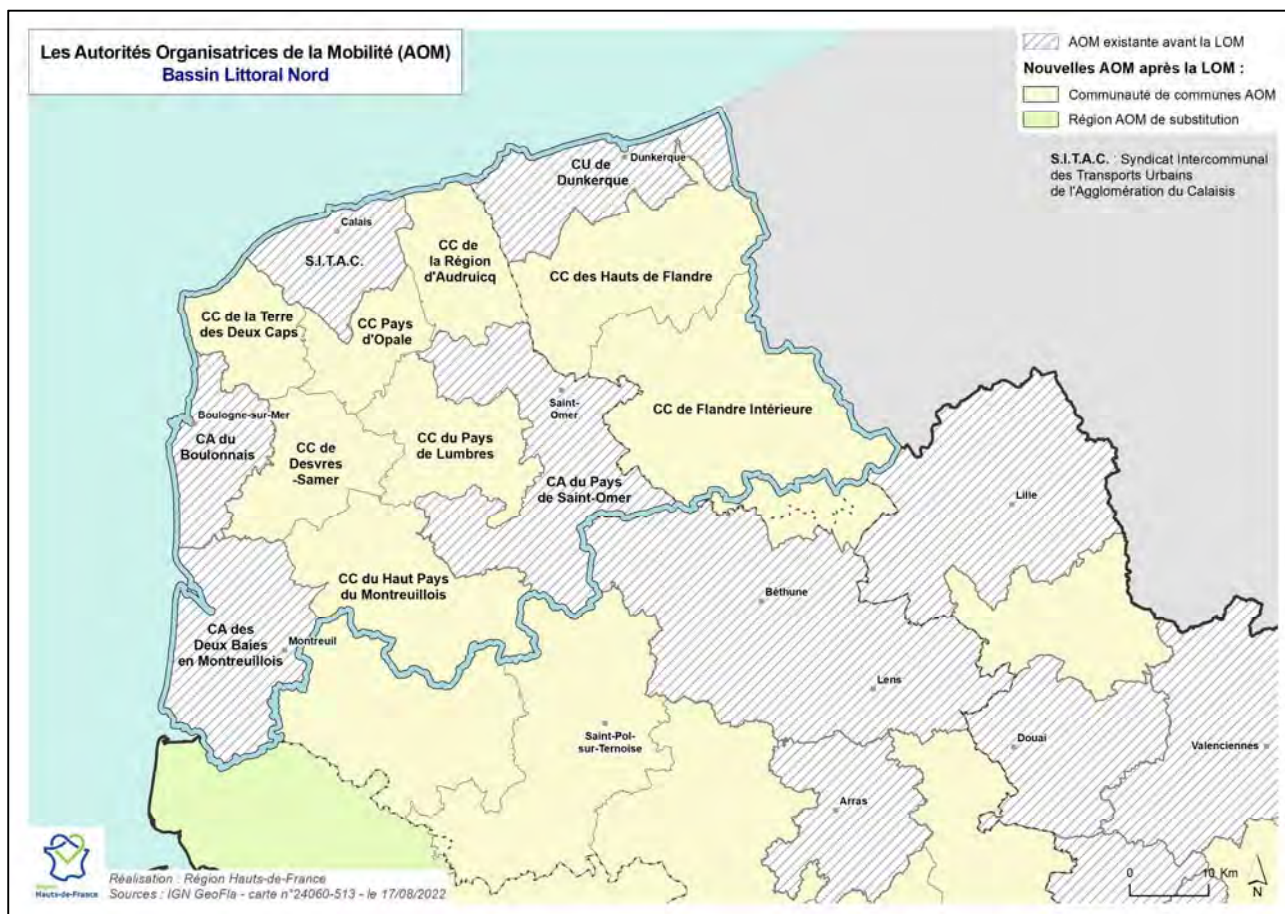 Les Autorités Organisatrices de la Mobilité (AOM)
Bassin Littoral Nord
AOM existante avant la LOM
Nouvelles AOM après la LOM :
Communauté de communes AOM
Région AOM de substitution
S.I.T.A.C. : Syndicat Intercommunal
des Transports Urbains
de l'Agglomération du Calaisis
CU de
Dunkerque
Dunkerque
Calais
S.I.T.A.C.
CC de
la Région
d'Audruicq
CC des Hauts de Flandre
CC de la Terre
des Deux Caps
CC Pays
d'Opale
Saint-
Omer
CC de Flandre Intérieure
Boulogne-sur-Mer
CA du
Boulonnais
CC de
Desvres
-Samer
CC du Pays
de Lumbres
CA du Pays
de Saint-Omer
Lille
CC du Haut Pays
du Montreuillois
Béthune
CA des
Deux Baies
en Montreuillois
Montreuil
Lens
Saint-Pol
-sur-Ternoise
Douai
Valenciennes
Arras
Région
Hauts-de-France
Réalisation : Région Hauts-de-France
Sources : IGN GeoFla - carte n°24060-513 - le 17/08/2022
0 10 Km
N